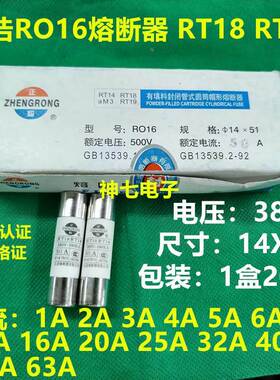 RO16熔断器 RT18 RT
正
ZHENGRONG
RT14 RT18
aM3 RT19
有填料封闭管式圆筒帽形熔断器
POWDER-FILLED CARTRIDGE CYLINDRICAL FUSE
型 号: RO16
规 格: Φ14×51
额定电压: 500V
额定电流: 50 A
GB13539.
GB13539.2-92
神七电子
认证
格证
电压: 38
尺寸: 14X
包装: 1盒2
流: 1A 2A 3A 4A 5A 6A
A 16A 20A 25A 32A 40
A 63A